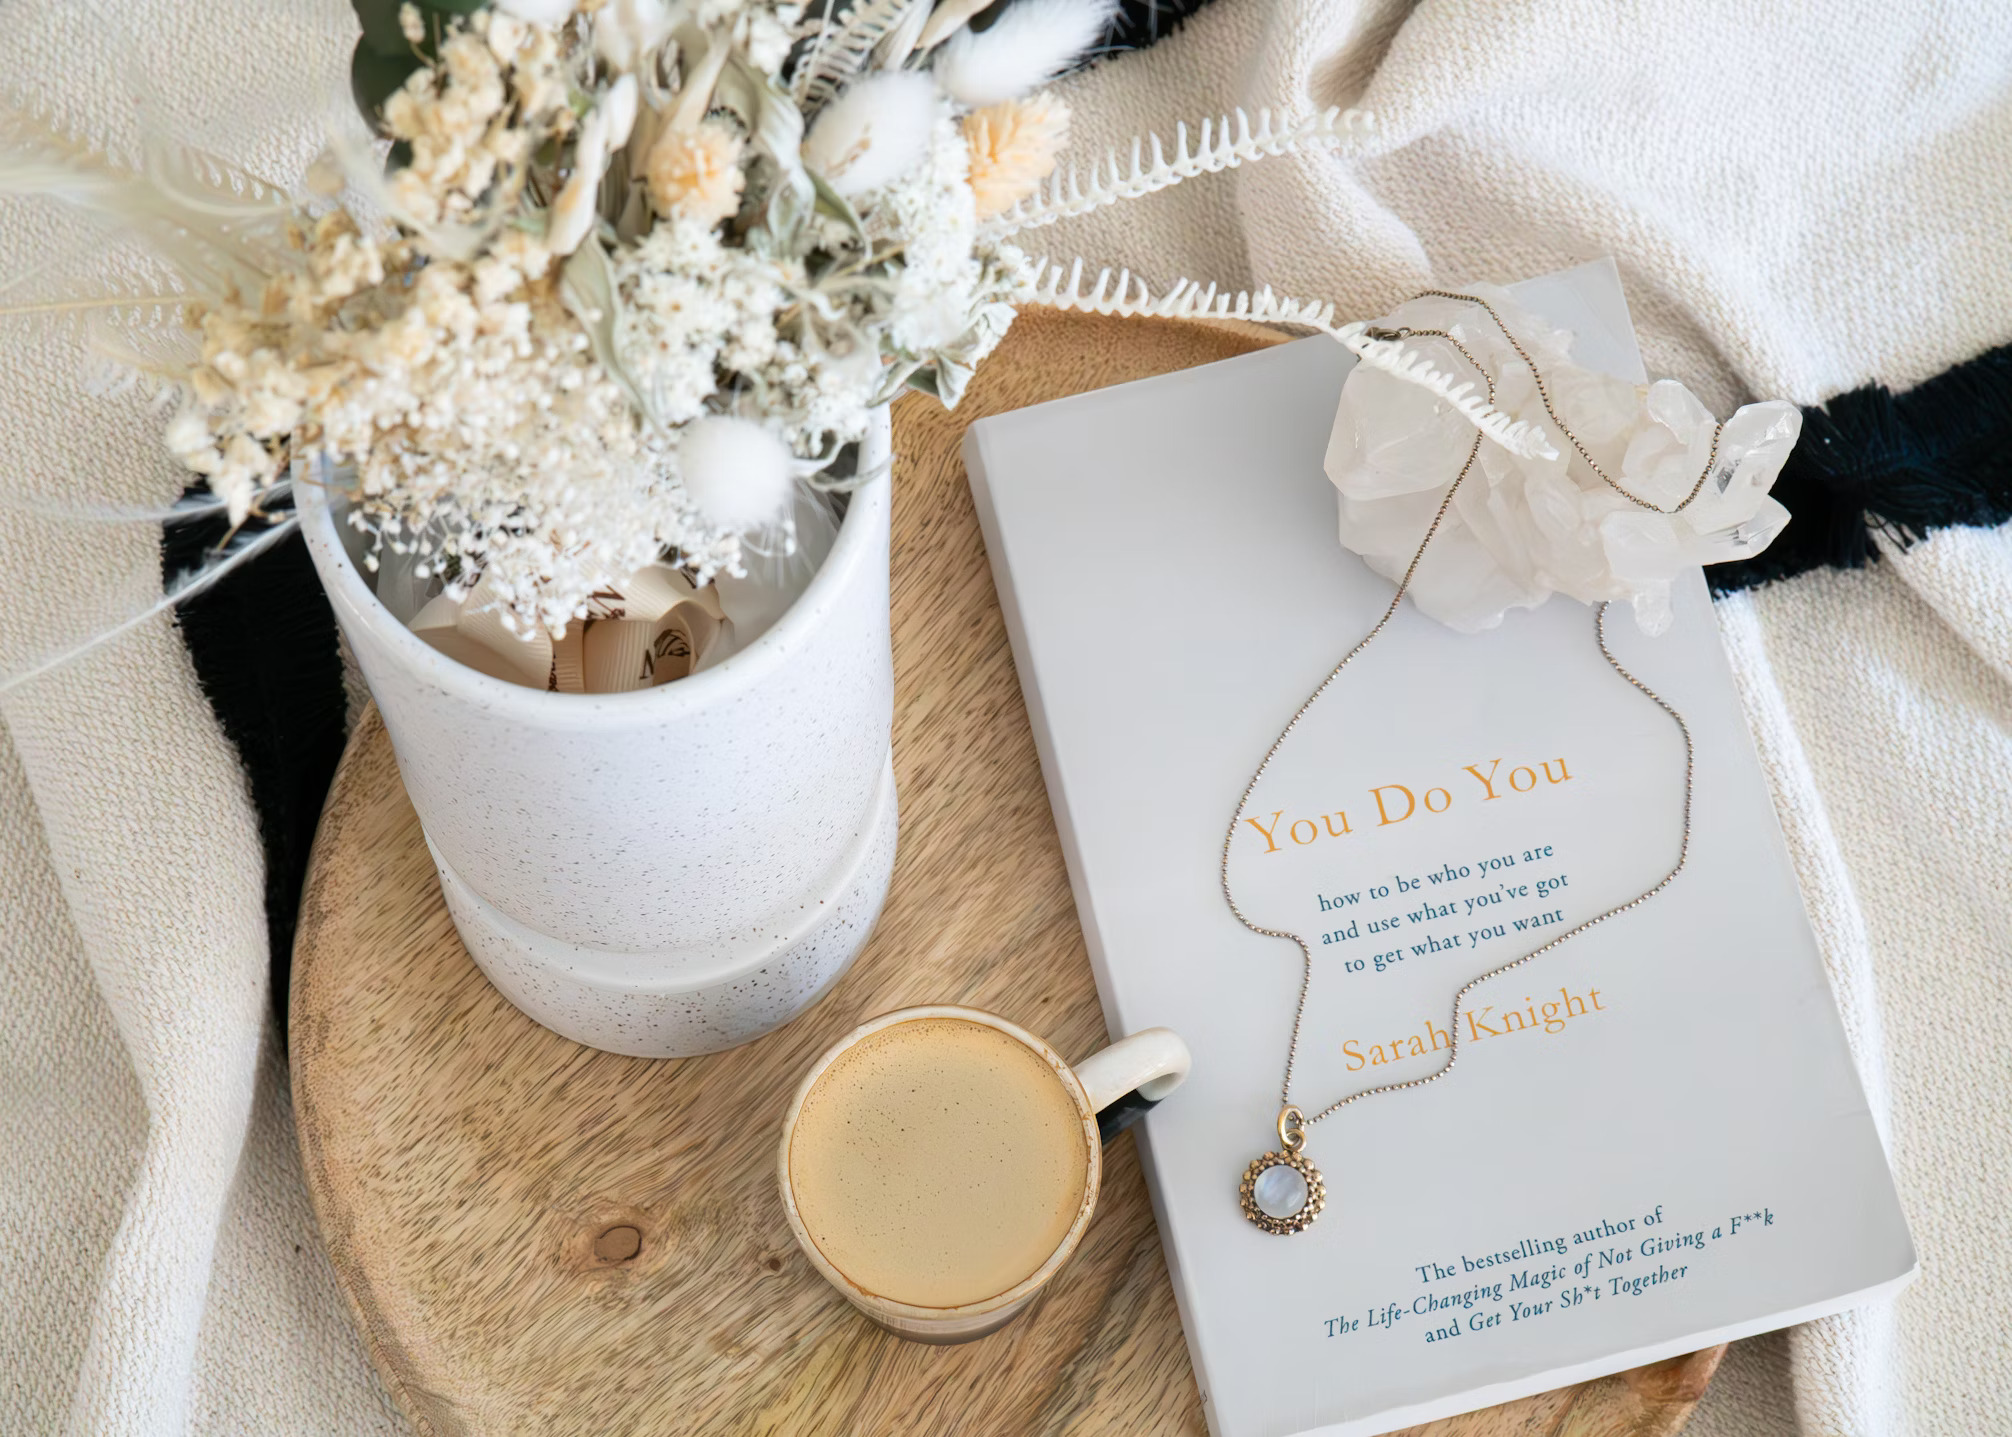 You Do You
how to be who you are
and use what you've got
to get what you want
Sarah Knight
The bestselling author of
The Life-Changing Magic of Not Giving a F**k
and Get Your Sh*t Together